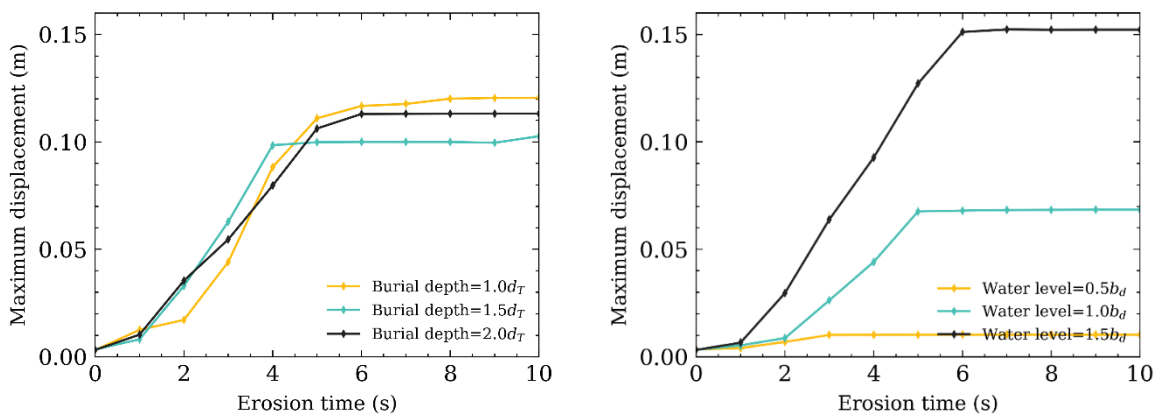 0.15
0.10
0.05
0.00
Maximum displacement (m)
Burial depth=1.0d_T
Burial depth=1.5d_T
Burial depth=2.0d_T
0 2 4 6 8 10
Erosion time (s)
0.15
0.10
0.05
0.00
Maximum displacement (m)
Water level=0.5b_d
Water level=1.0b_d
Water level=1.5b_d
0 2 4 6 8 10
Erosion time (s)